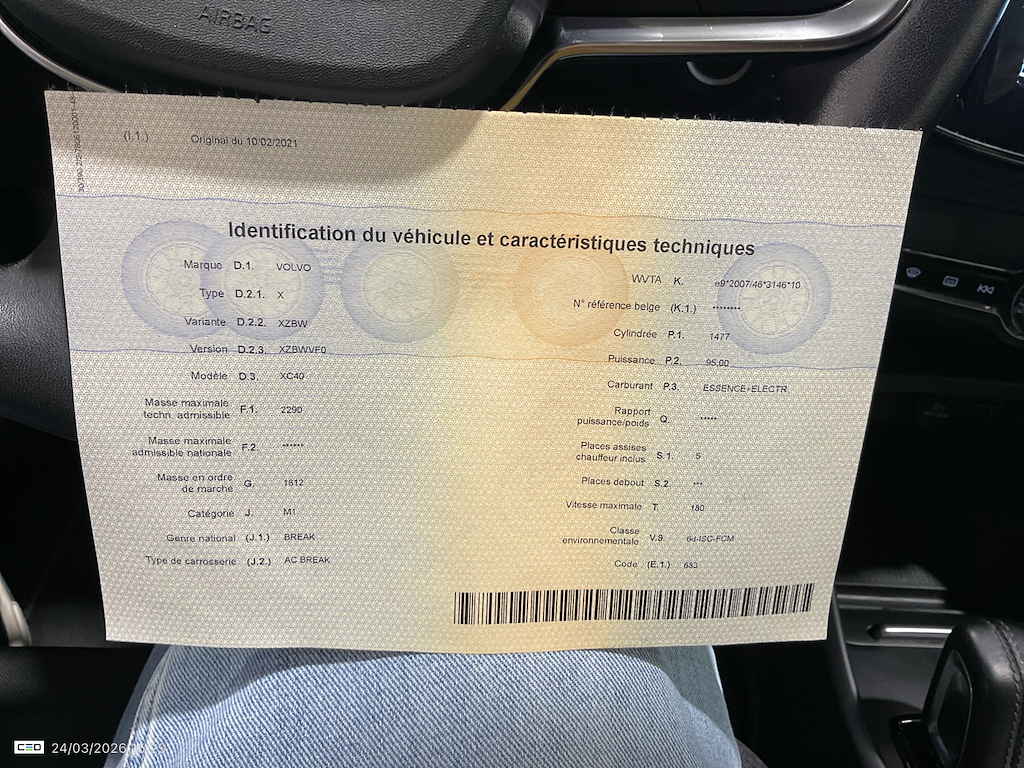 AIRBAG
(I.1.) Original du 10/02/2021
Identification du véhicule et caractéristiques techniques
Marque D.1. VOLVO
Type D.2.1. X
Variante D.2.2. XZBW
Version D.2.3. XZBWVF0
Modèle D.3. XC40
Masse maximale
techn. admissible F.1. 2290
Masse maximale
admissible nationale F.2. ******
Masse en ordre
de marche G. 1812
Catégorie J. M1
Genre national (J.1.) BREAK
Type de carrosserie (J.2.) AC BREAK
WVTA K. e9*2007/46*3146*10
N° référence belge (K.1.) ********
Cylindrée P.1. 1477
Puissance P.2. 95,00
Carburant P.3. ESSENCE+ELECTR.
Rapport
puissance/poids Q. *****
Places assises
chauffeur inclus S.1. 5
Places debout S.2. ***
Vitesse maximale T. 180
Classe
environnementale V.9. 6d-ISC-FCM
Code (E.1.) 683
CEO 24/03/2026